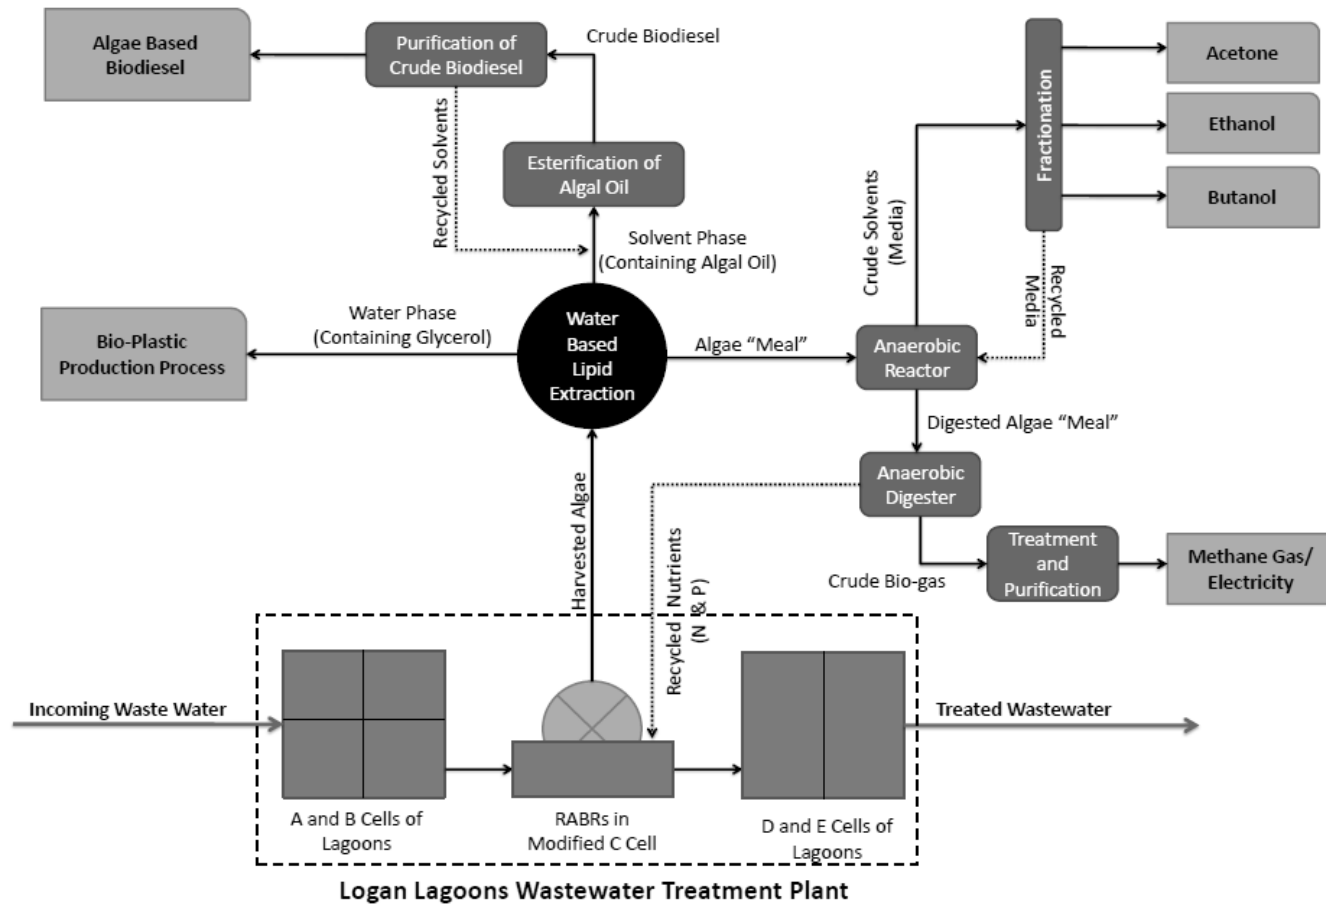 Algae Based
Biodiesel
Purification of
Crude Biodiesel
Crude Biodiesel
Recycled Solvents
Esterification of
Algal Oil
Solvent Phase
(Containing Algal Oil)
Fractionation
Acetone
Ethanol
Butanol
Crude Solvents
(Media)
Recycled
Media
Water Phase
(Containing Glycerol)
Bio-Plastic
Production Process
Water
Based
Lipid
Extraction
Algae “Meal”
Anaerobic
Reactor
Digested Algae “Meal”
Anaerobic
Digester
Harvested Algae
Recycled Nutrients
(N & P)
Crude Bio-gas
Treatment
and
Purification
Methane Gas/
Electricity
Incoming Waste Water
Treated Wastewater
A and B Cells of
Lagoons
RABRs in
Modified C Cell
D and E Cells of
Lagoons
Logan Lagoons Wastewater Treatment Plant